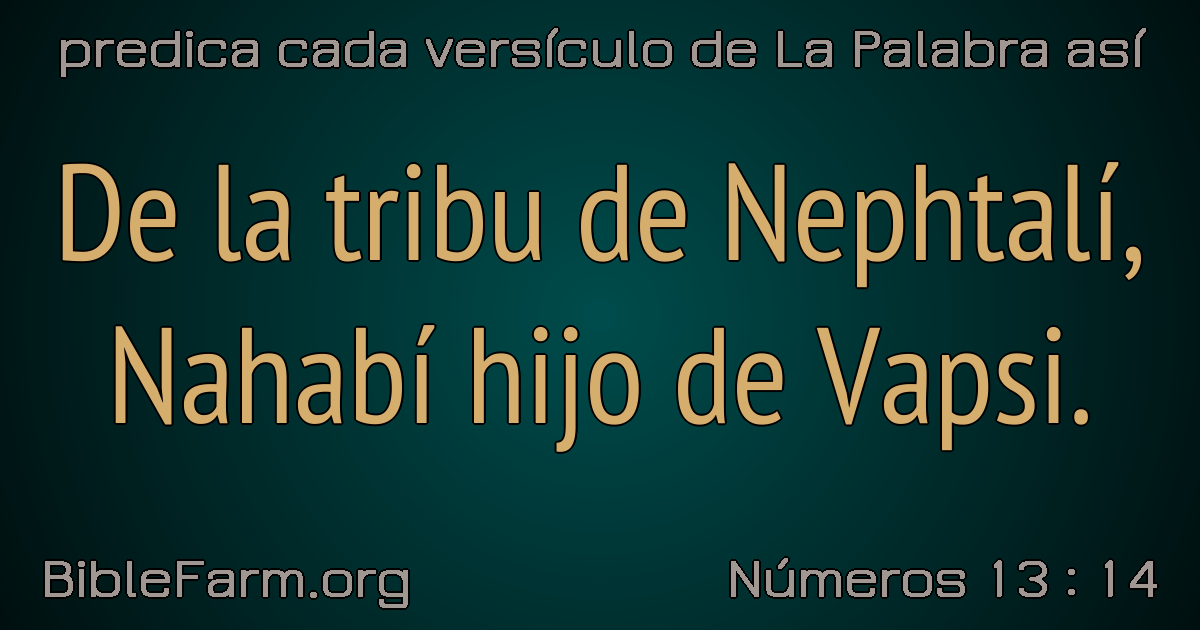 predica cada versículo de La Palabra así
De la tribu de Nephtalí,
Nahabí hijo de Vapsi.
BibleFarm.org
Números 13 : 14